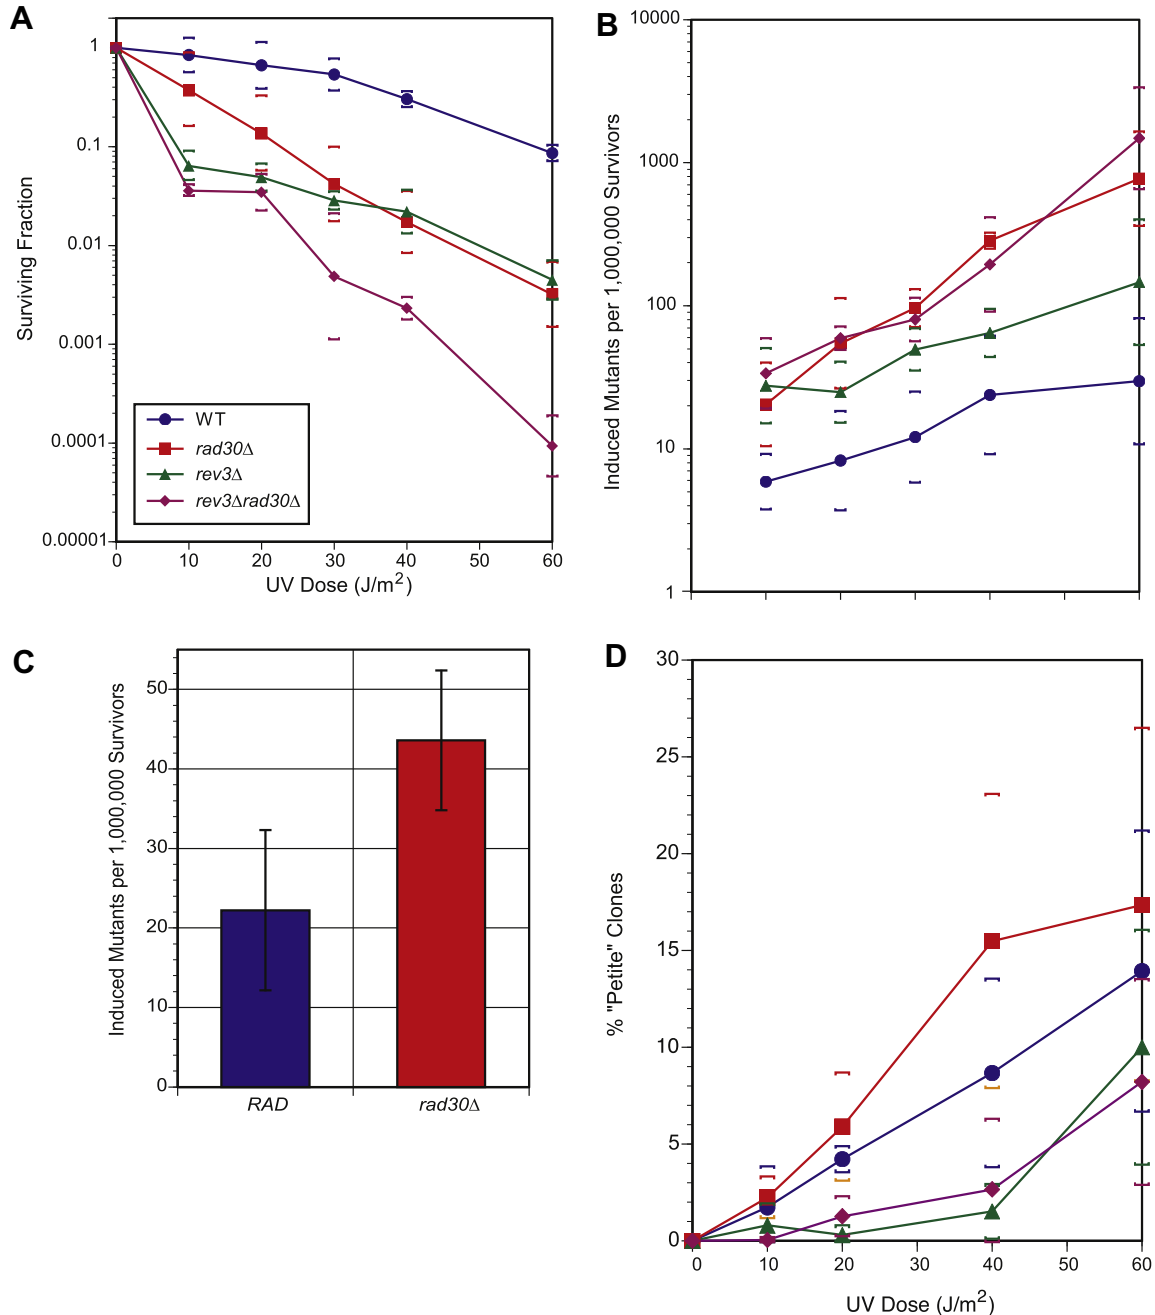 A
1
0.1
0.01
0.001
0.0001
0.00001
Surviving Fraction
WT
rad30Δ
rev3Δ
rev3Δrad30Δ
0 10 20 30 40 50 60
UV Dose (J/m2)
B
10000
1000
100
10
1
Induced Mutants per 1,000,000 Survivors
C
50
40
30
20
10
0
Induced Mutants per 1,000,000 Survivors
RAD rad30Δ
D
30
25
20
15
10
5
0
% "Petite" Clones
0 10 20 30 40 50 60
UV Dose (J/m2)